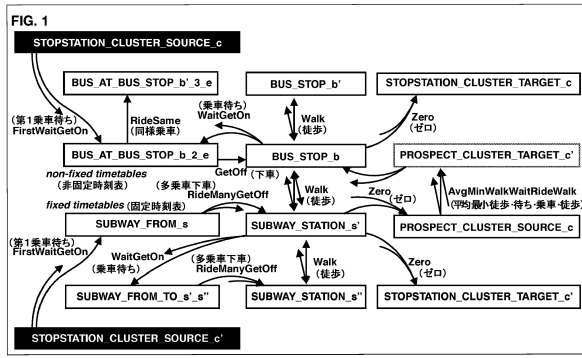 FIG. 1
STOPSTATION_CLUSTER_SOURCE_c
BUS_AT_BUS_STOP_b'_3_e
BUS_STOP_b'
STOPSTATION_CLUSTER_TARGET_c
(第1乗車待ち)
FirstWaitGetOn
RideSame
(同様乗車)
(乗車待ち)
WaitGetOn
Walk
(徒歩)
Zero
(ゼロ)
BUS_AT_BUS_STOP_b_2_e
BUS_STOP_b
PROSPECT_CLUSTER_TARGET_c'
GetOff (下車)
non-fixed timetables
(非固定時刻表)
(多乗車下車)
RideManyGetOff
Walk
(徒歩)
Zero
(ゼロ)
AvgMinWalkWaitRideWalk
(平均最小徒歩・待ち・乗車・徒歩)
fixed timetables (固定時刻表)
SUBWAY_FROM_s
SUBWAY_STATION_s'
PROSPECT_CLUSTER_SOURCE_c
(第1乗車待ち)
FirstWaitGetOn
WaitGetOn
(乗車待ち)
(多乗車下車)
RideManyGetOff
Walk
(徒歩)
Zero
(ゼロ)
SUBWAY_FROM_TO_s'_s''
SUBWAY_STATION_s''
STOPSTATION_CLUSTER_TARGET_c'
STOPSTATION_CLUSTER_SOURCE_c'